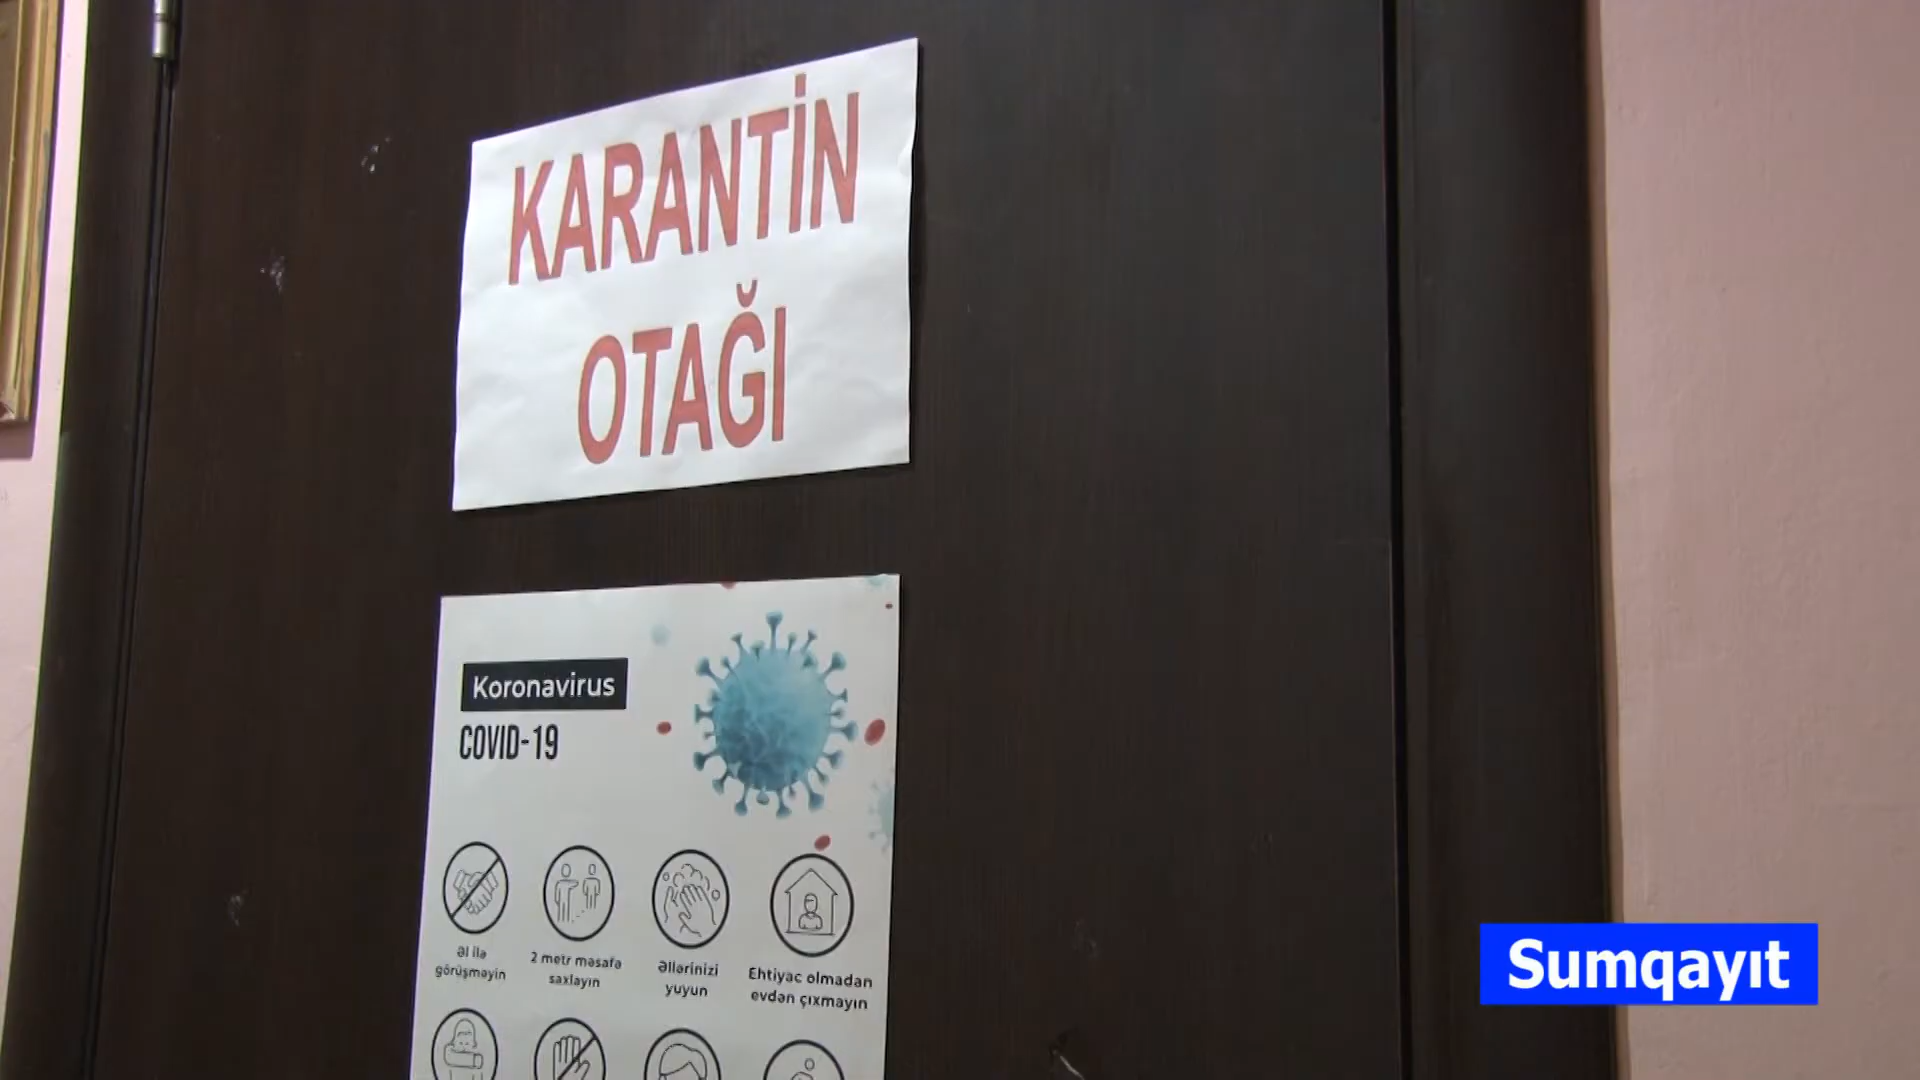 KARANTİN
OTAĞI
Koronavirus
COVID-19
Əl ilə
görüşməyin
2 metr məsafə
saxlayın
Əllərinizi
yuyun
Ehtiyac olmadan
evdən çıxmayın
Sumqayıt